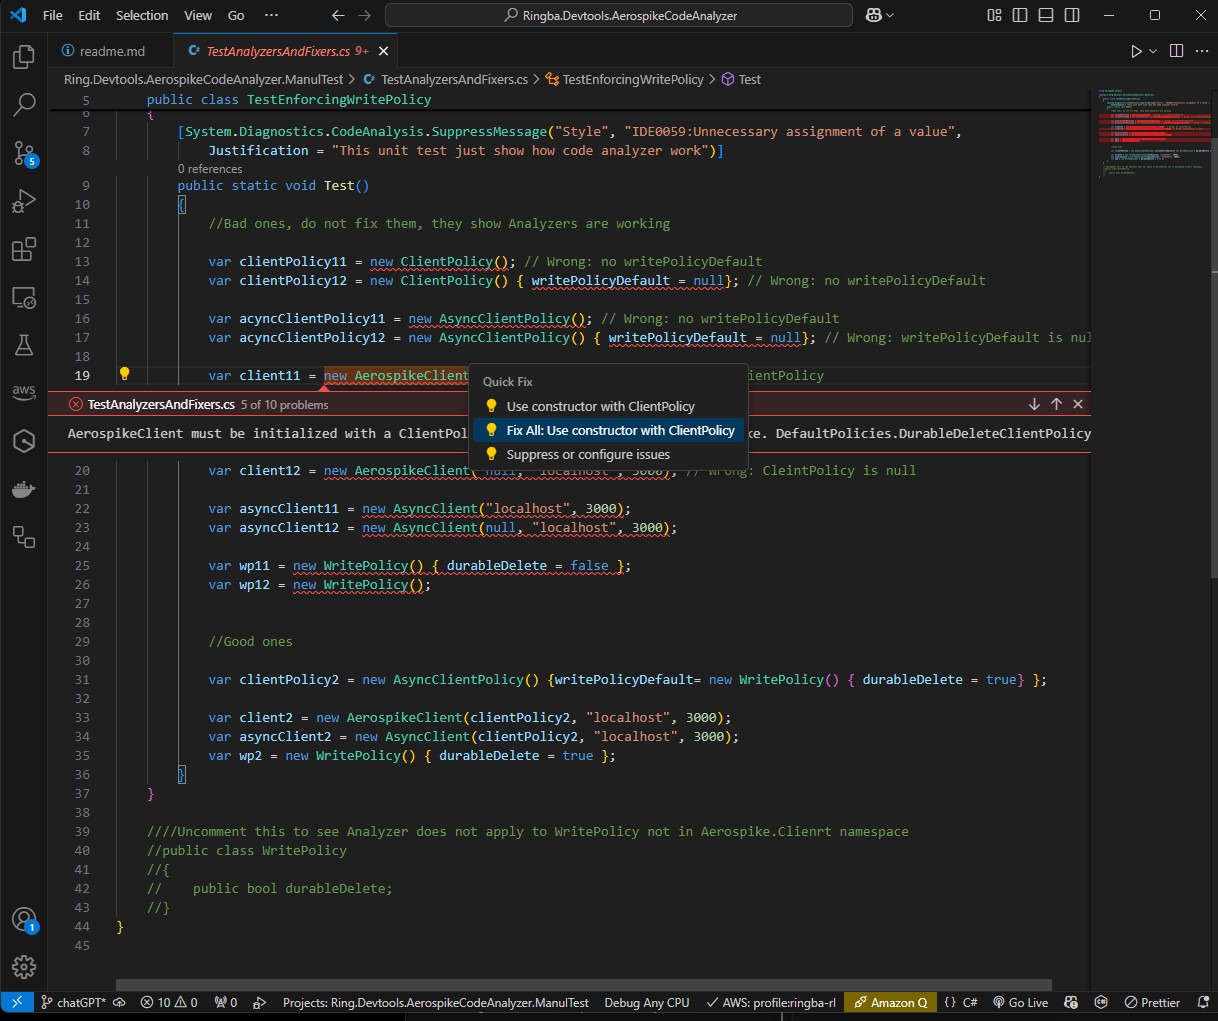 File Edit Selection View Go ··· Ringba.Devtools.AerospikeCodeAnalyzer
readme.md
TestAnalyzersAndFixers.cs 9+
Ring.Devtools.AerospikeCodeAnalyzer.ManulTest > TestAnalyzersAndFixers.cs > TestEnforcingWritePolicy > Test
5 public class TestEnforcingWritePolicy
6 {
7 [System.Diagnostics.CodeAnalysis.SuppressMessage("Style", "IDE0059:Unnecessary assignment of a value",
8 Justification = "This unit test just show how code analyzer work")]
0 references
9 public static void Test()
10 {
11 //Bad ones, do not fix them, they show Analyzers are working
12
13 var clientPolicy11 = new ClientPolicy(); // Wrong: no writePolicyDefault
14 var clientPolicy12 = new ClientPolicy() { writePolicyDefault = null}; // Wrong: no writePolicyDefault
15
16 var acyncClientPolicy11 = new AsyncClientPolicy(); // Wrong: no writePolicyDefault
17 var acyncClientPolicy12 = new AsyncClientPolicy() { writePolicyDefault = null}; // Wrong: writePolicyDefault is nul
18
19 var client11 = new AerospikeClient ientPolicy
Quick Fix
Use constructor with ClientPolicy
Fix All: Use constructor with ClientPolicy
Suppress or configure issues
TestAnalyzersAndFixers.cs 5 of 10 problems
AerospikeClient must be initialized with a ClientPol ke. DefaultPolicies.DurableDeleteClientPolicy
20 var client12 = new AerospikeClient( null, "localhost", 3000); // Wrong: CleintPolicy is null
21
22 var asyncClient11 = new AsyncClient("localhost", 3000);
23 var asyncClient12 = new AsyncClient(null, "localhost", 3000);
24
25 var wp11 = new WritePolicy() { durableDelete = false };
26 var wp12 = new WritePolicy();
27
28
29 //Good ones
30
31 var clientPolicy2 = new AsyncClientPolicy() {writePolicyDefault= new WritePolicy() { durableDelete = true} };
32
33 var client2 = new AerospikeClient(clientPolicy2, "localhost", 3000);
34 var asyncClient2 = new AsyncClient(clientPolicy2, "localhost", 3000);
35 var wp2 = new WritePolicy() { durableDelete = true };
36 }
37 }
38
39 ////Uncomment this to see Analyzer does not apply to WritePolicy not in Aerospike.Clienrt namespace
40 //public class WritePolicy
41 //{
42 // public bool durableDelete;
43 //}
44 }
45
5
aws
1
chatGPT* 10 0 0 Projects: Ring.Devtools.AerospikeCodeAnalyzer.ManulTest Debug Any CPU AWS: profile:ringba-rl Amazon Q {} C# Go Live Prettier